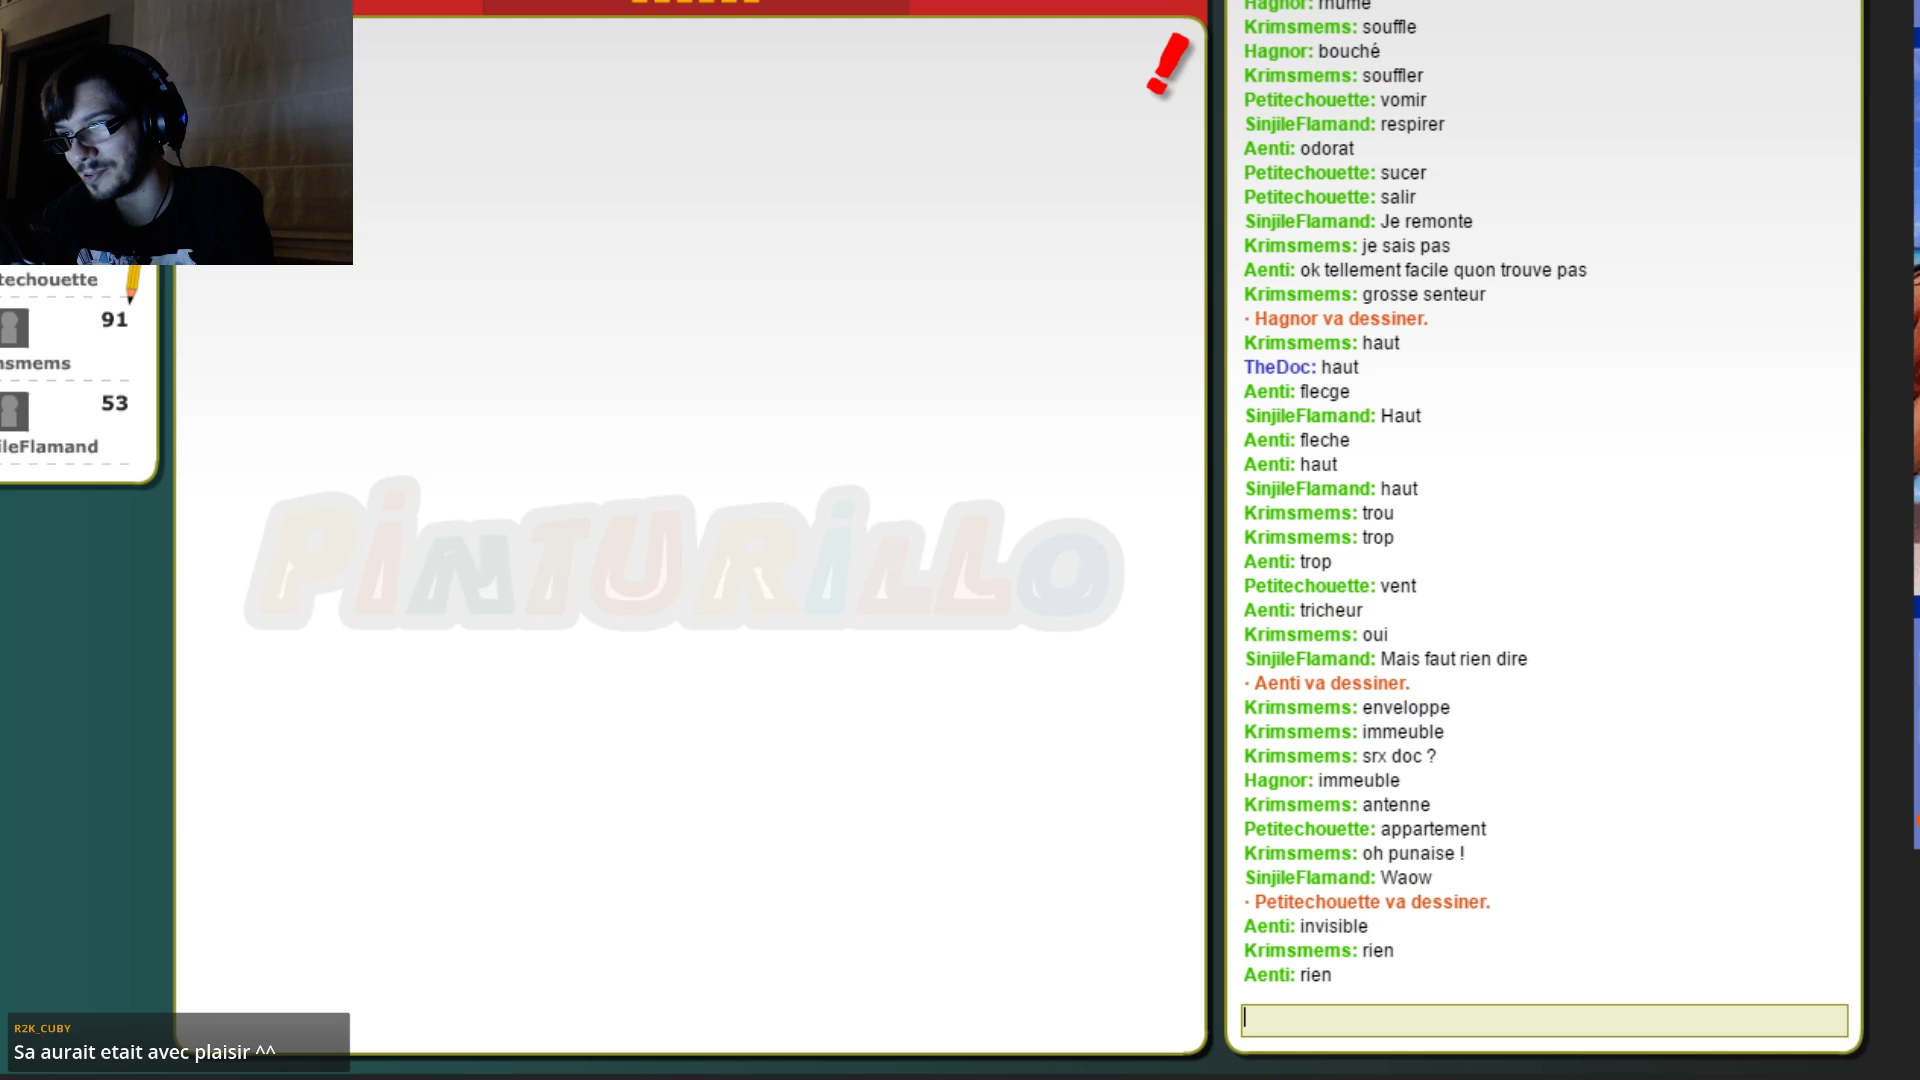 techouette
91
nsmems
53
ileFlamand
PINTURILLO
Hagnor: rhume
Krimsmems: souffle
Hagnor: bouché
Krimsmems: souffler
Petitechouette: vomir
SinjileFlamand: respirer
Aenti: odorat
Petitechouette: sucer
Petitechouette: salir
SinjileFlamand: Je remonte
Krimsmems: je sais pas
Aenti: ok tellement facile quon trouve pas
Krimsmems: grosse senteur
· Hagnor va dessiner.
Krimsmems: haut
TheDoc: haut
Aenti: flecge
SinjileFlamand: Haut
Aenti: fleche
Aenti: haut
SinjileFlamand: haut
Krimsmems: trou
Krimsmems: trop
Aenti: trop
Petitechouette: vent
Aenti: tricheur
Krimsmems: oui
SinjileFlamand: Mais faut rien dire
· Aenti va dessiner.
Krimsmems: enveloppe
Krimsmems: immeuble
Krimsmems: srx doc ?
Hagnor: immeuble
Krimsmems: antenne
Petitechouette: appartement
Krimsmems: oh punaise !
SinjileFlamand: Waow
· Petitechouette va dessiner.
Aenti: invisible
Krimsmems: rien
Aenti: rien
R2K_CUBY
Sa aurait etait avec plaisir ^^